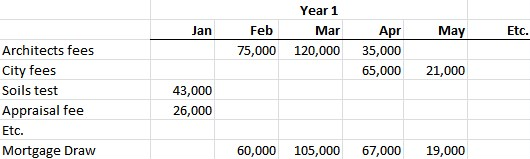 Year 1
Jan Feb Mar Apr May Etc.
Architects fees 75,000 120,000 35,000
City fees 65,000 21,000
Soils test 43,000
Appraisal fee 26,000
Etc.
Mortgage Draw 60,000 105,000 67,000 19,000